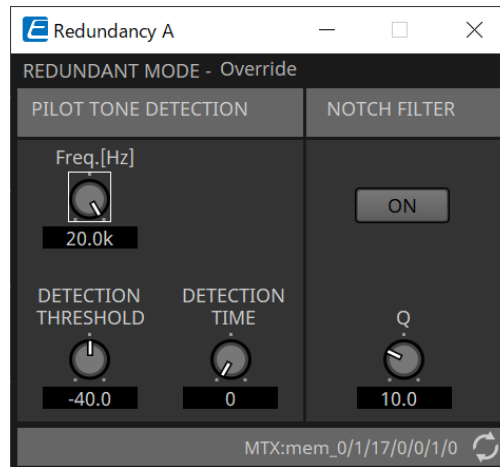 Redundancy A
REDUNDANT MODE - Override
PILOT TONE DETECTION
NOTCH FILTER
Freq.[Hz]
20.0k
ON
DETECTION
THRESHOLD
-40.0
DETECTION
TIME
0
Q
10.0
MTX:mem_0/1/17/0/0/1/0